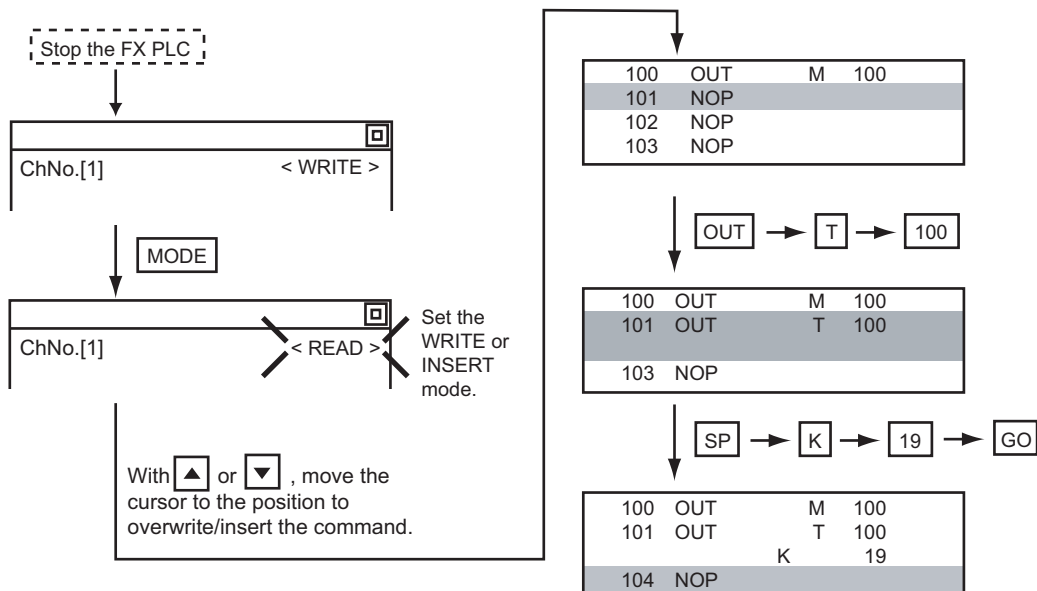 Stop the FX PLC
ChNo.[1] < WRITE >
MODE
ChNo.[1] < READ >
Set the
WRITE or
INSERT
mode.
With ▲ or ▼ , move the
cursor to the position to
overwrite/insert the command.
100 OUT M 100
101 NOP
102 NOP
103 NOP
OUT T 100
100 OUT M 100
101 OUT T 100
103 NOP
SP K 19 GO
100 OUT M 100
101 OUT T 100
K 19
104 NOP